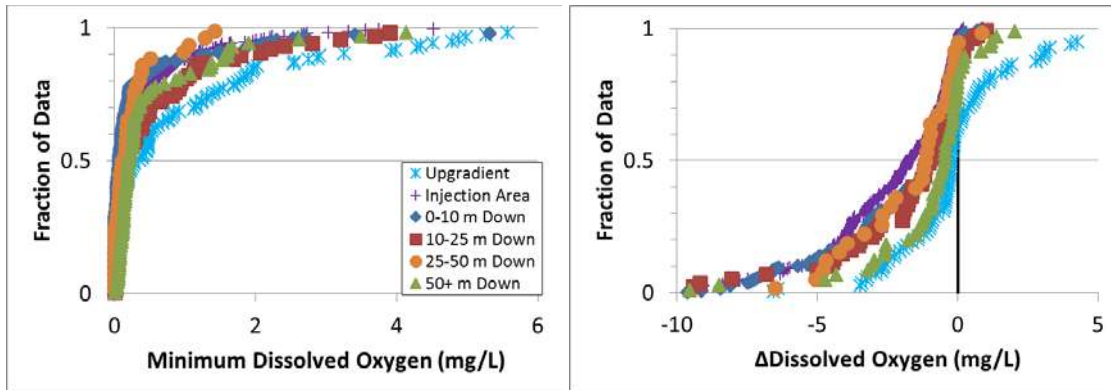 1
0.5
0
Fraction of Data
0
2
4
6
Minimum Dissolved Oxygen (mg/L)
Upgradient
Injection Area
0-10 m Down
10-25 m Down
25-50 m Down
50+ m Down
1
0.5
0
Fraction of Data
-10
-5
0
5
ΔDissolved Oxygen (mg/L)